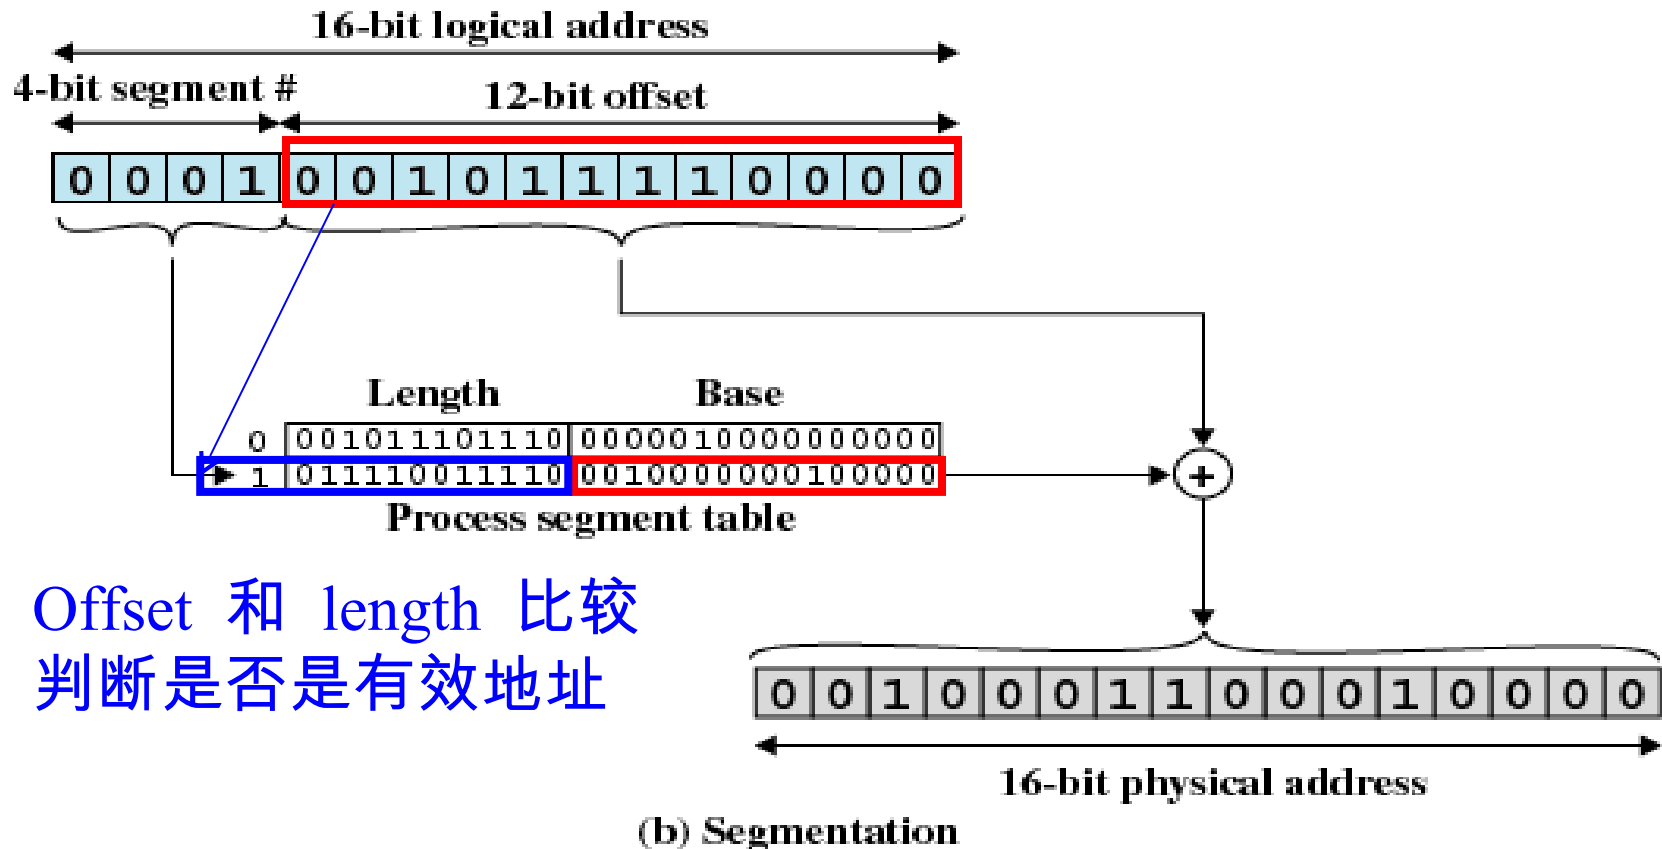 16-bit logical address
4-bit segment #
12-bit offset
0 0 0 1 0 0 1 0 1 1 1 1 0 0 0 0
Length Base
0 001011101110 0000010000000000
1 011110011110 0010000000100000
+
Process segment table
Offset 和 length 比较
判断是否是有效地址
0 0 1 0 0 0 1 1 0 0 0 1 0 0 0 0
16-bit physical address
(b) Segmentation